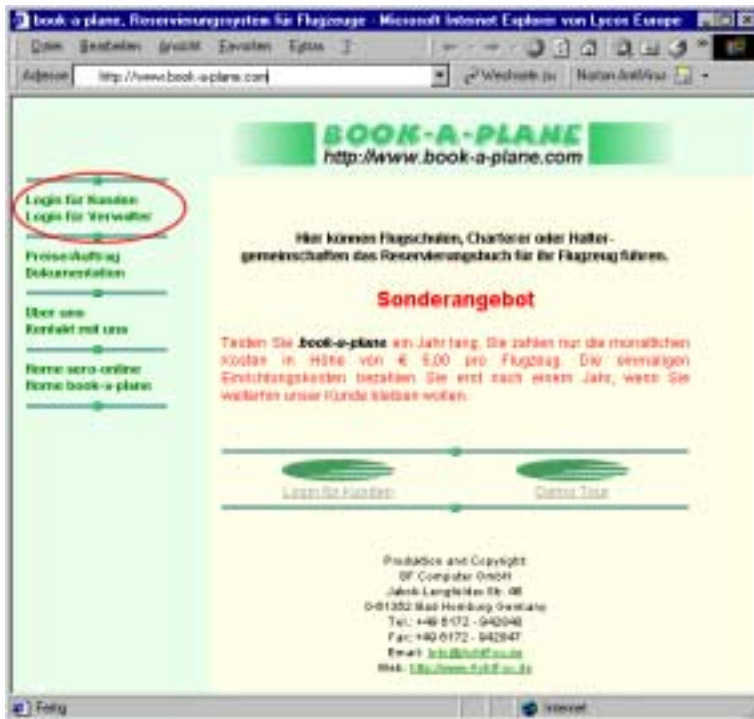 book-a-plane, Reservierungssystem für Flugzeuge - Microsoft Internet Explorer von Lycos Europe
Datei Bearbeiten Ansicht Favoriten Extras ?
Adresse http://www.book-a-plane.com Wechseln zu Norton AntiVirus
BOOK-A-PLANE
http://www.book-a-plane.com
Login für Kunden
Login für Verwalter
Preise/Auftrag
Dokumentation
Über uns
Kontakt mit uns
Home aero-online
Home book-a-plane
Hier können Flugschulen, Charterer oder Halter-
gemeinschaften das Reservierungsbuch für ihr Flugzeug führen.
Sonderangebot
Testen Sie book-a-plane ein Jahr lang. Sie zahlen nur die monatlichen
Kosten in Höhe von € 5,00 pro Flugzeug. Die einmaligen
Einrichtungskosten bezahlen Sie erst nach einem Jahr, wenn Sie
weiterhin unser Kunde bleiben wollen.
Login für Kunden
Demo Tour
Produktion and Copyright:
Computer GmbH
Jakob-Lengfelder-Str. 46
D-61352 Bad Homburg Germany
Tel.: +49 6172 -
Fax: +49 6172 -
Email:
Web:
Fertig
Internet